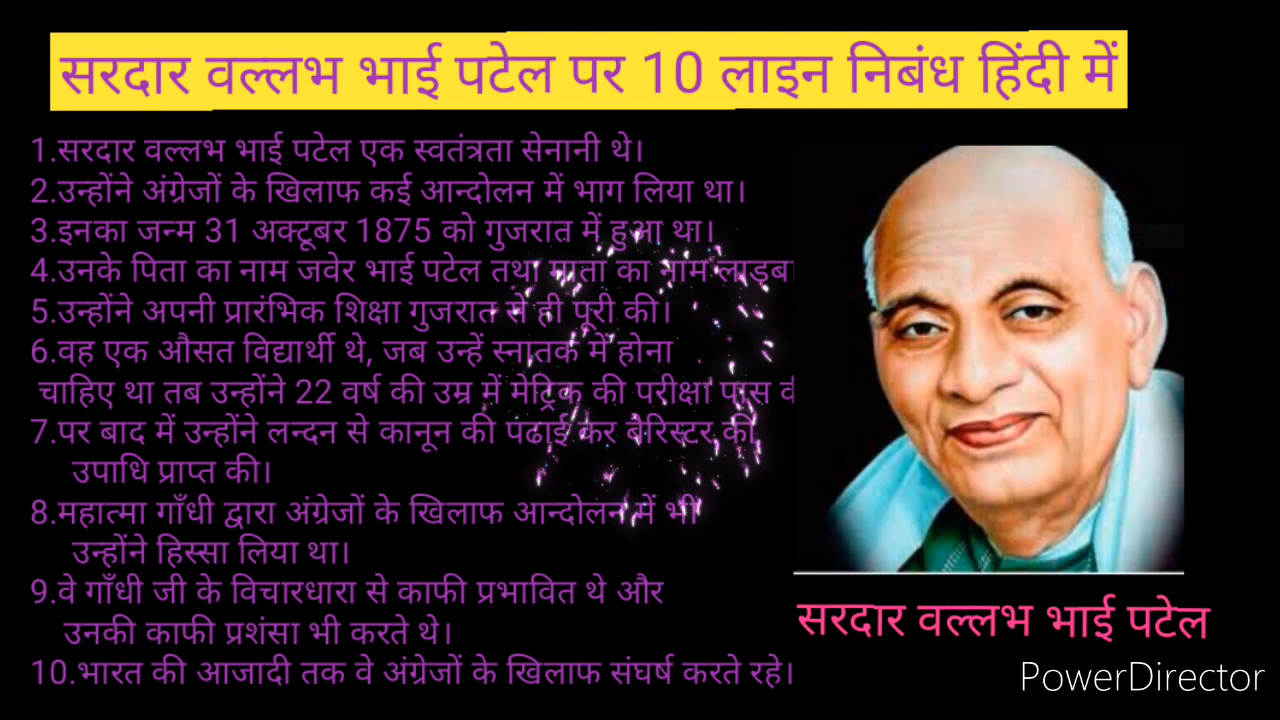 सरदार वल्लभ भाई पटेल पर 10 लाइन निबंध हिंदी में
1.सरदार वल्लभ भाई पटेल एक स्वतंत्रता सेनानी थे।
2.उन्होंने अंग्रेजों के खिलाफ कई आन्दोलन में भाग लिया था।
3.इनका जन्म 31 अक्टूबर 1875 को गुजरात में हुआ था।
4.उनके पिता का नाम जवेर भाई पटेल तथा माता का नाम लाड़बा
5.उन्होंने अपनी प्रारंभिक शिक्षा गुजरात से ही पूरी की।
6.वह एक औसत विद्यार्थी थे, जब उन्हें स्नातक में होना
चाहिए था तब उन्होंने 22 वर्ष की उम्र में मेट्रिक की परीक्षा पास
7.पर बाद में उन्होंने लन्दन से कानून की पढाई कर बैरिस्टर की
उपाधि प्राप्त की।
8.महात्मा गाँधी द्वारा अंग्रेजों के खिलाफ आन्दोलन में भी
उन्होंने हिस्सा लिया था।
9.वे गाँधी जी के विचारधारा से काफी प्रभावित थे और
उनकी काफी प्रशंसा भी करते थे।
10.भारत की आजादी तक वे अंग्रेजों के खिलाफ संघर्ष करते रहे।
सरदार वल्लभ भाई पटेल
PowerDirector